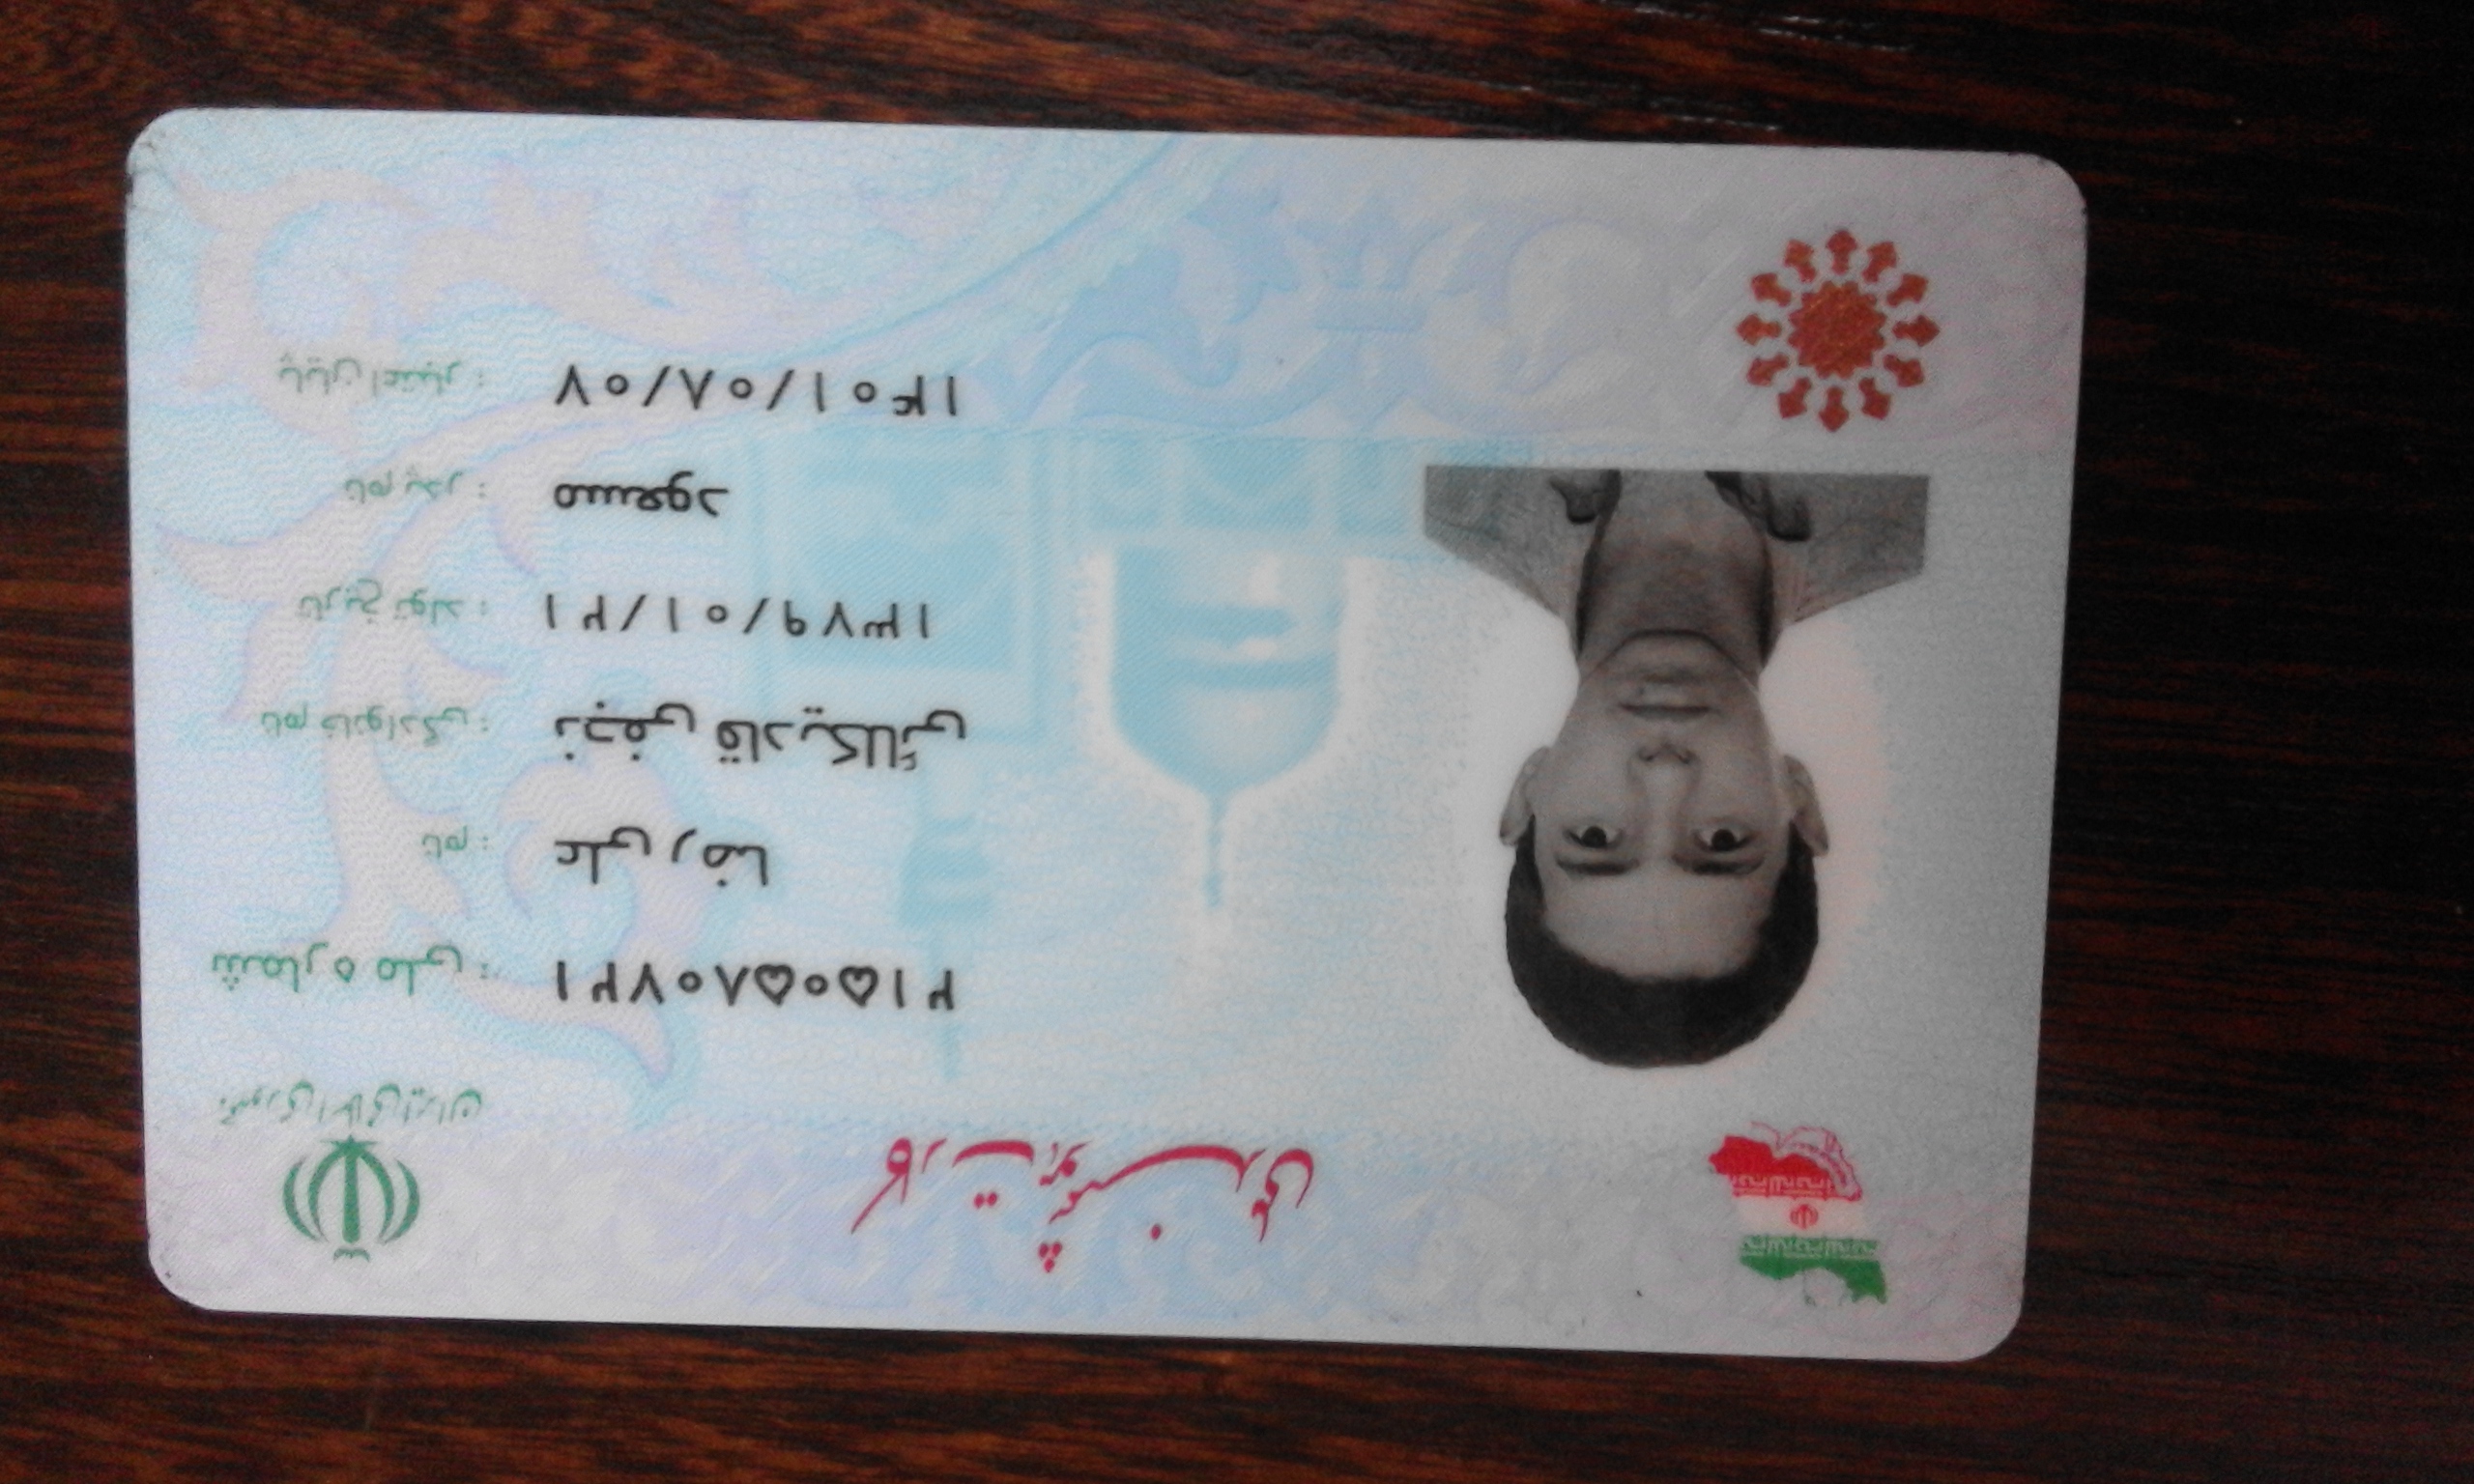 جمهوری اسلامی ایران
کارت هوشمند ملی
شماره ملی : ۲۱۵۰۵۸۰۷۲۱
نام : علی رضا
نام خانوادگی : نجفی قادیکلائی
تاریخ تولد : ۱۳۷۹/۰۱/۲۱
نام پدر : مسعود
پایان اعتبار : ۱۴۰۱/۰۸/۰۷